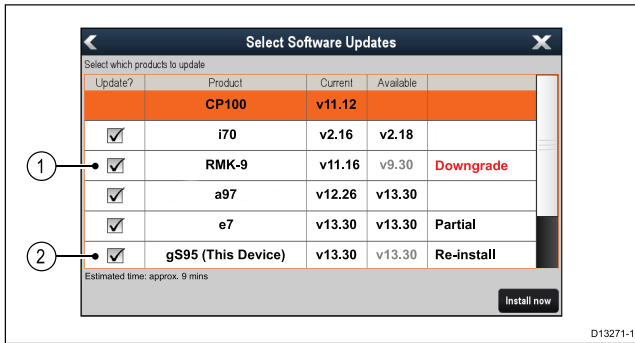 Select Software Updates
Select which products to update
Update? Product Current Available
CP100 v11.12
i70 v2.16 v2.18
1 RMK-9 v11.16 v9.30 Downgrade
a97 v12.26 v13.30
e7 v13.30 v13.30 Partial
2 gS95 (This Device) v13.30 v13.30 Re-install
Estimated time: approx. 9 mins
Install now
D13271-1